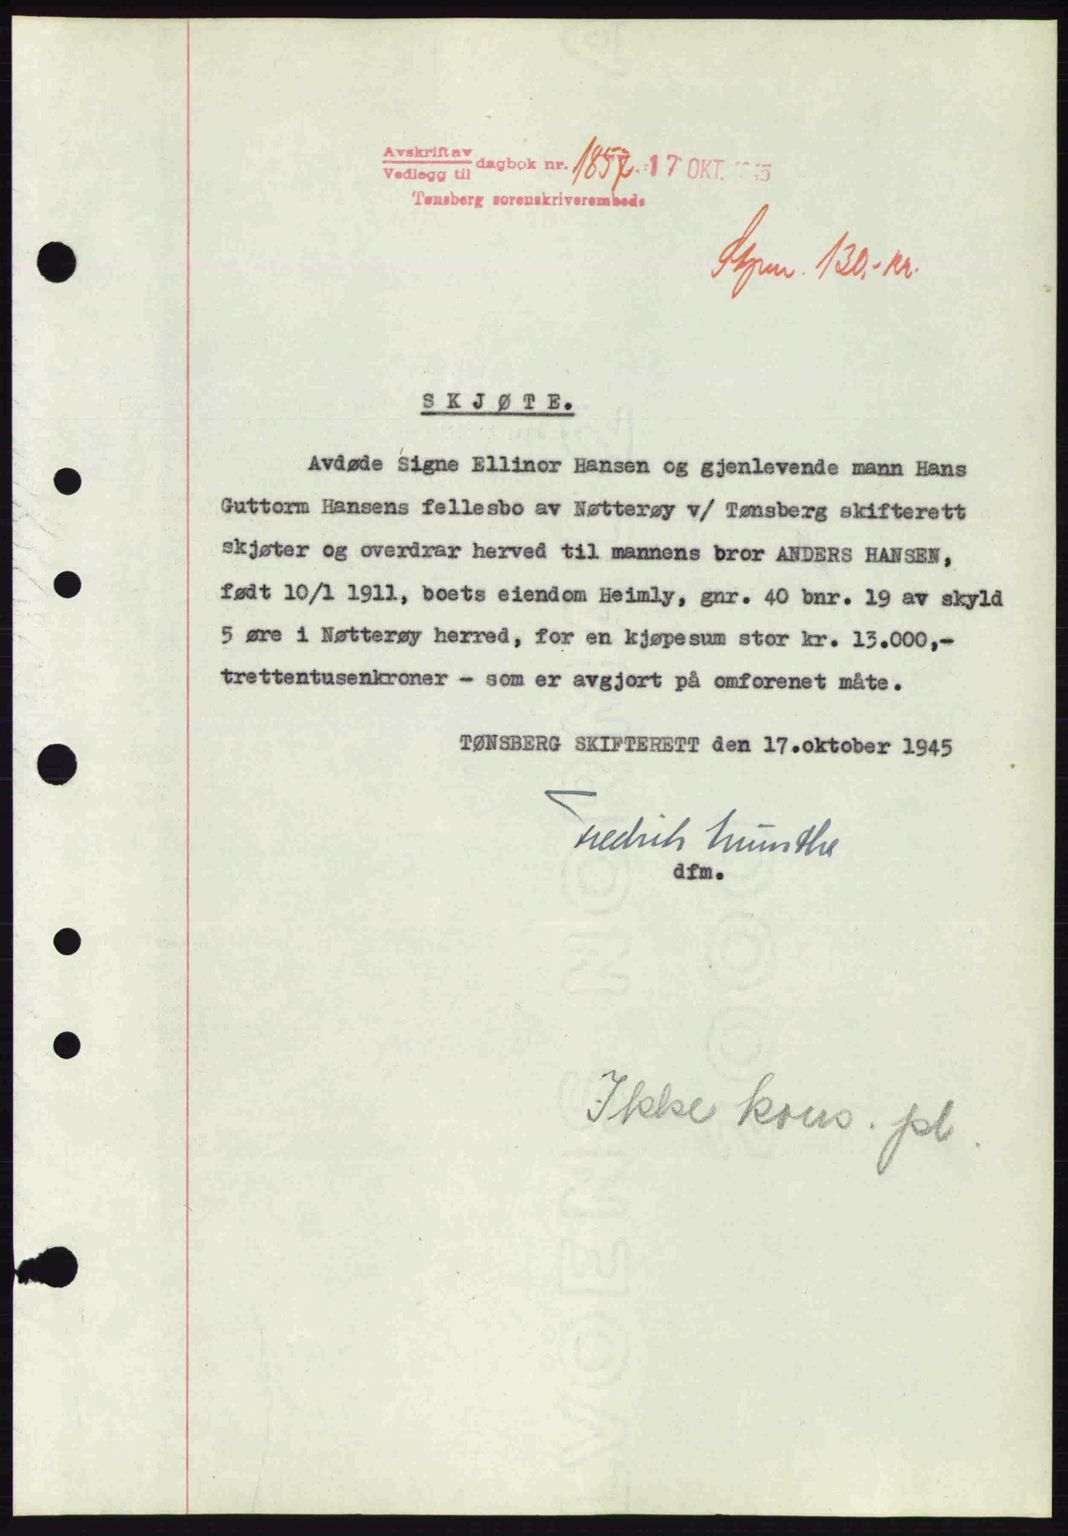 Avskrift av
Vedlegg til dagbok nr. 1857 17 OKT. 1945
Tønsberg sorenskriverembede
130,- kr.
SKJØTE.
Avdøde Signe Ellinor Hansen og gjenlevende mann Hans
Guttorm Hansens fellesbo av Nøtterøy v/ Tønsberg skifterett
skjøter og overdrar herved til mannens bror ANDERS HANSEN,
født 10/1 1911, boets eiendom Heimly, gnr. 40 bnr. 19 av skyld
5 øre i Nøtterøy herred, for en kjøpesum stor kr. 13.000,-
trettentusenkroner - som er avgjort på omforenet måte.
TØNSBERG SKIFTERETT den 17.oktober 1945
Fredrik Munthe
dfm.
Ikke kons. pl.